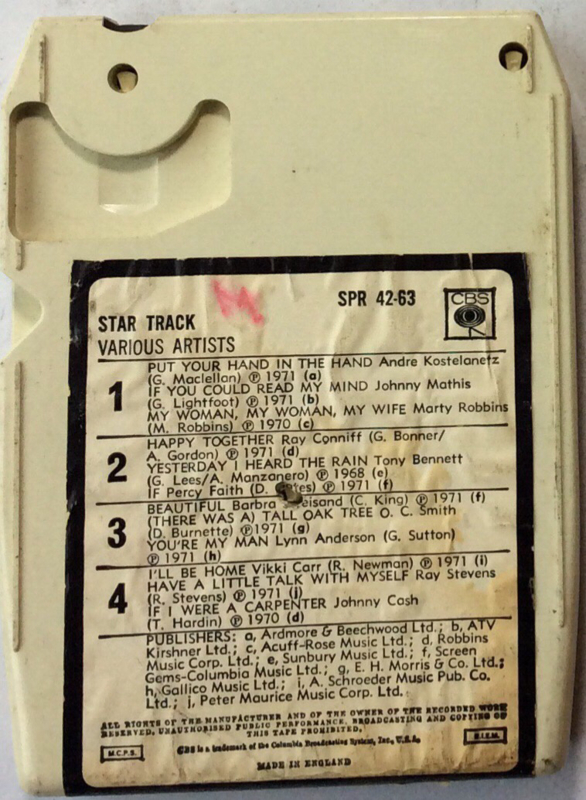 SPR 42-63
CBS
STAR TRACK
VARIOUS ARTISTS
1
PUT YOUR HAND IN THE HAND Andre Kostelanetz
(G. Maclellan) Ⓟ 1971 (a)
IF YOU COULD READ MY MIND Johnny Mathis
(G. Lightfoot) Ⓟ 1971 (b)
MY WOMAN, MY WOMAN, MY WIFE Marty Robbins
(M. Robbins) Ⓟ 1970 (c)
2
HAPPY TOGETHER Ray Conniff (G. Bonner/
A. Gordon) Ⓟ 1971 (d)
YESTERDAY I HEARD THE RAIN Tony Bennett
(G. Lees/A. Manzanero) Ⓟ 1968 (e)
IF Percy Faith (D. Ⓟ 1971 (f)
3
BEAUTIFUL Barbra (C. King) Ⓟ 1971 (f)
(THERE WAS A) TALL OAK TREE O. C. Smith
(D. Burnette) Ⓟ1971 (g)
YOU'RE MY MAN Lynn Anderson (G. Sutton)
Ⓟ 1971 (h)
4
I'LL BE HOME Vikki Carr (R. Newman) Ⓟ 1971 (i)
HAVE A LITTLE TALK WITH MYSELF Ray Stevens
(R. Stevens) Ⓟ 1971 (j)
IF I WERE A CARPENTER Johnny Cash
(T. Hardin) Ⓟ 1970 (d)
PUBLISHERS: a, Ardmore & Beechwood Ltd.; b, ATV
Kirshner Ltd.; c, Acuff-Rose Music Ltd.; d, Robbins
Music Corp. Ltd.; e, Sunbury Music Ltd.; f, Screen
Gems-Columbia Music Ltd.; g, E. H. Morris & Co. Ltd.;
h, Gallico Music Ltd.; i, A. Schroeder Music Pub. Co.
Ltd.; j, Peter Maurice Music Corp. Ltd.
ALL RIGHTS OF THE MANUFACTURER AND OF THE OWNER OF THE RECORDED WORK
RESERVED, UNAUTHORISED PUBLIC PERFORMANCE, BROADCASTING AND COPYING OF
THIS TAPE PROHIBITED.
M.C.P.S.
CBS is a trademark of the Columbia Broadcasting System, Inc., U.S.A.
B.I.E.M.
MADE IN ENGLAND